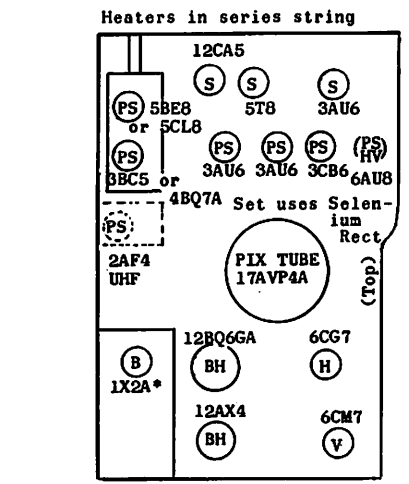 Heaters in series string
12CA5
S
S
S
PS
5BE8
5T8
3AU6
or 5CL8
PS
PS
PS
PS
(PS
HV)
3BC5 or
3AU6
3AU6
3CB6
6AU8
4BQ7A
Set uses Selen-
ium
Rect
PS
2AF4
UHF
PIX TUBE
17AVP4A
(Top)
12BQ6GA
6CG7
B
BH
H
1X2A*
12AX4
6CM7
BH
V